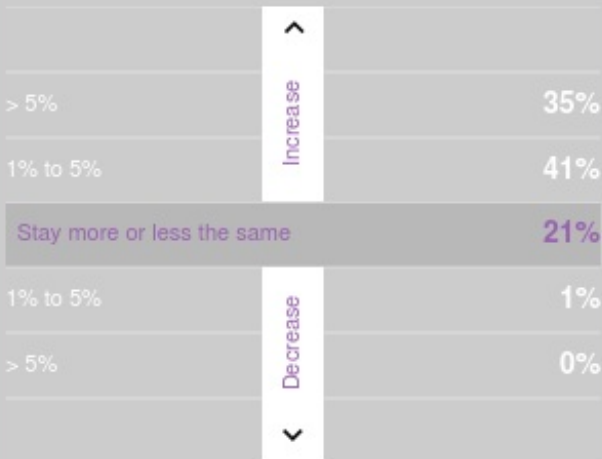 > 5% 35%
Increase
1% to 5% 41%
Stay more or less the same 21%
1% to 5% 1%
Decrease
> 5% 0%